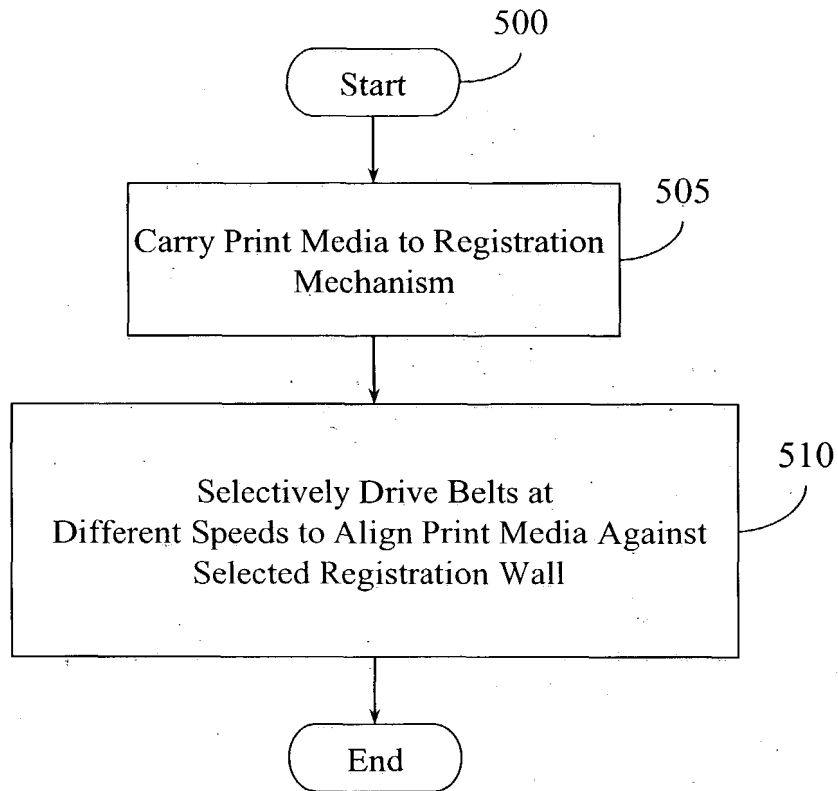 500
Start
505
Carry Print Media to Registration
Mechanism
510
Selectively Drive Belts at
Different Speeds to Align Print Media Against
Selected Registration Wall
End